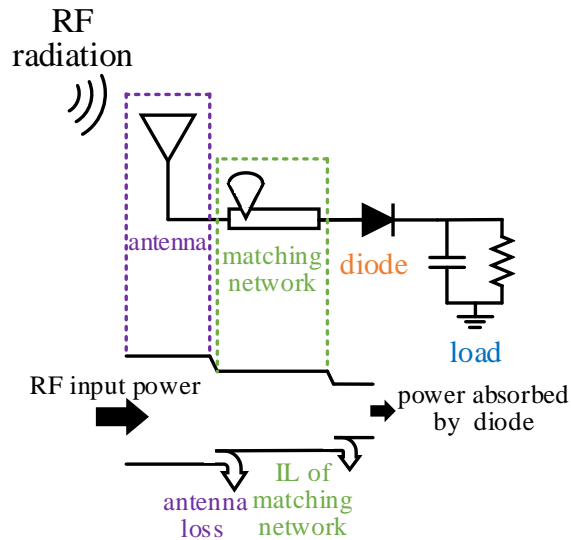 RF
radiation
antenna
matching
network
diode
load
RF input power
power absorbed
by diode
antenna
loss
IL of
matching
network